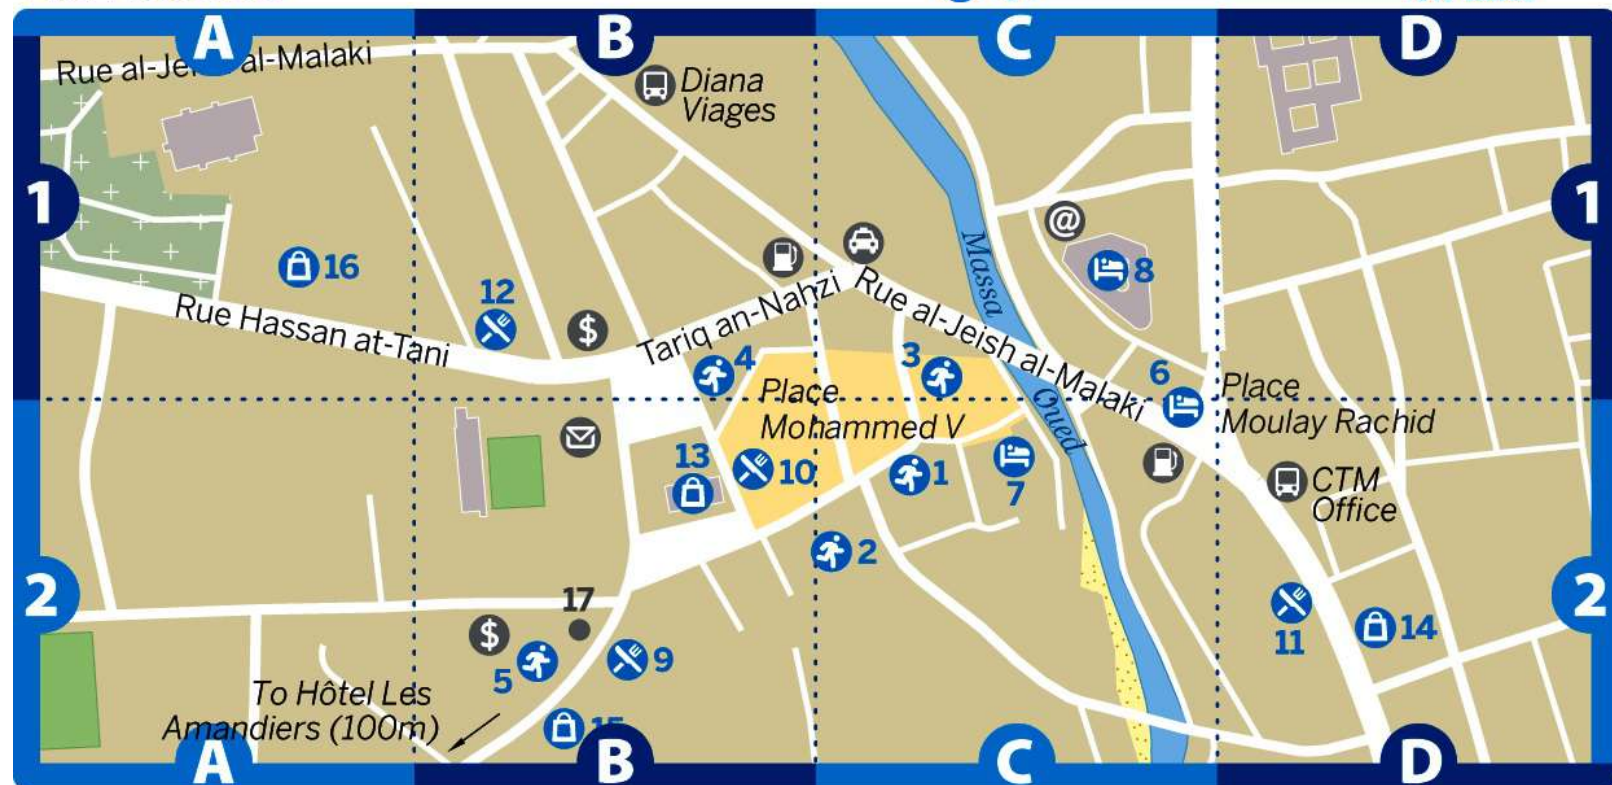 A
B
C
D
Rue al-Jeish al-Malaki
Diana
Viages
1
1
@
Massa
16
8
12
Rue Hassan at-Tani
$
Tariq an-Nahzi
Rue al-Jeish al-Malaki
4
3
6
Place
Mohammed V
Place
Moulay Rachid
Oued
13
10
1
7
CTM
Office
2
2
2
17
$
5
9
11
14
To Hôtel Les
Amandiers (100m)
15
A
B
C
D